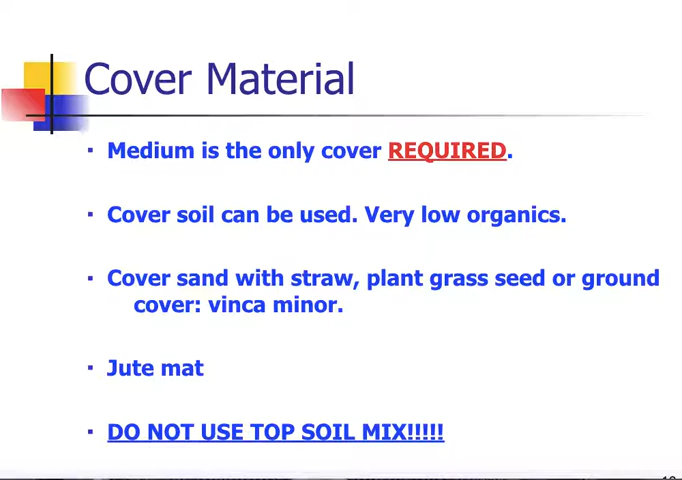 Cover Material
▪ Medium is the only cover REQUIRED.
▪ Cover soil can be used. Very low organics.
▪ Cover sand with straw, plant grass seed or ground
cover: vinca minor.
▪ Jute mat
▪ DO NOT USE TOP SOIL MIX!!!!!